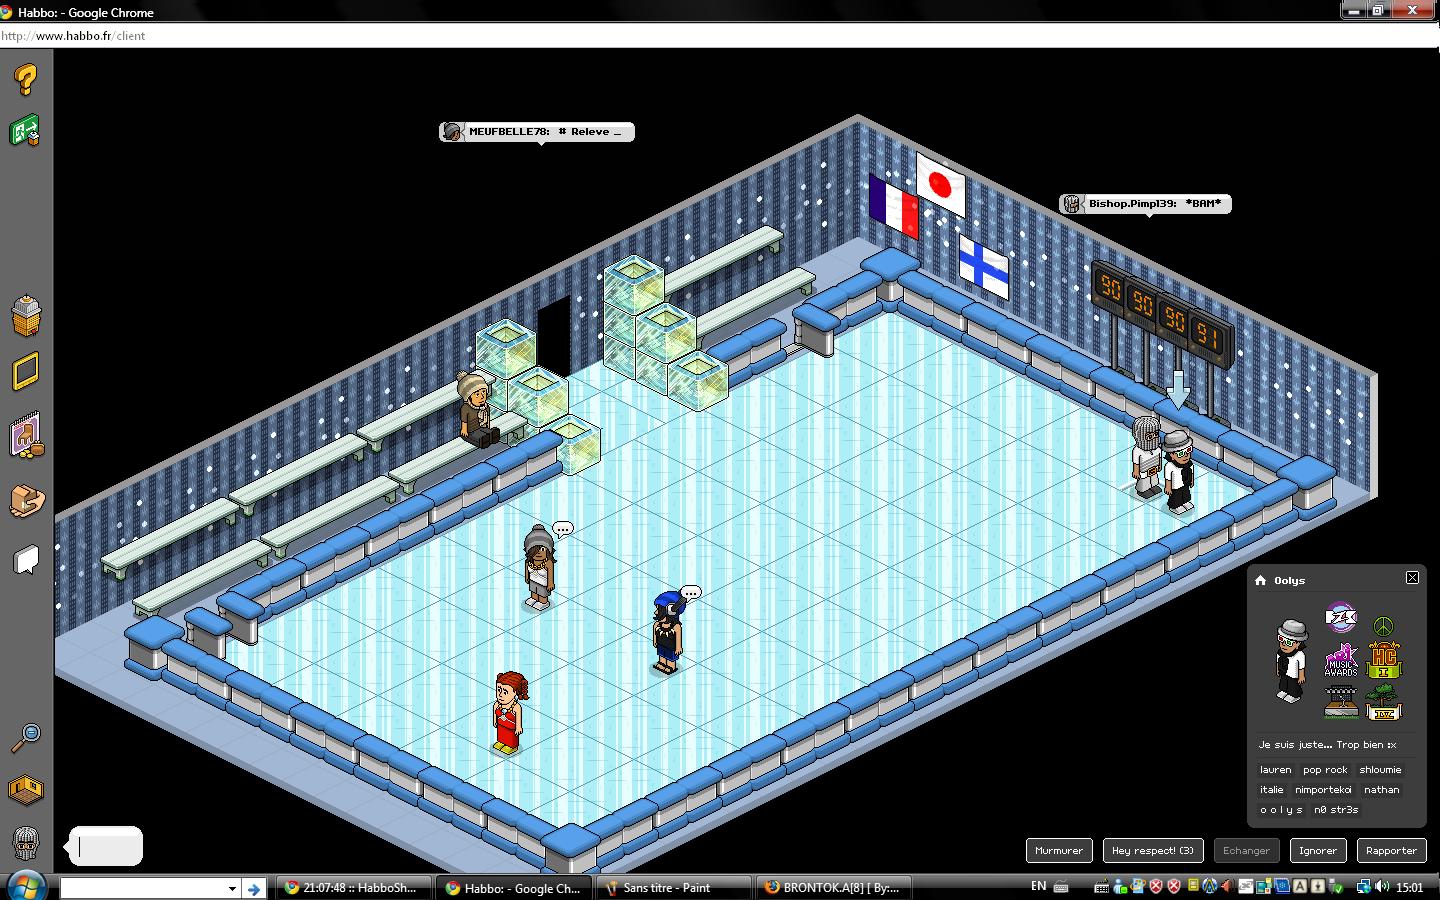 Habbo: - Google Chrome
http://www.habbo.fr/client
MEUFBELLE78: # Releve _
Bishop.Pimp139: *BAM*
90 90 90 91
...
...
Oolys
MUSIC AWARDS
HC
I
Je suis juste... Trop bien :x
lauren pop rock shloumie
italie nimportekoi nathan
o o l y s n0 str3s
Murmurer Hey respect! (3) Echanger Ignorer Rapporter
21:07:48 :: HabboSh... Habbo: - Google Ch... Sans titre - Paint BRONTOK.A[8] [ By:... EN 15:01